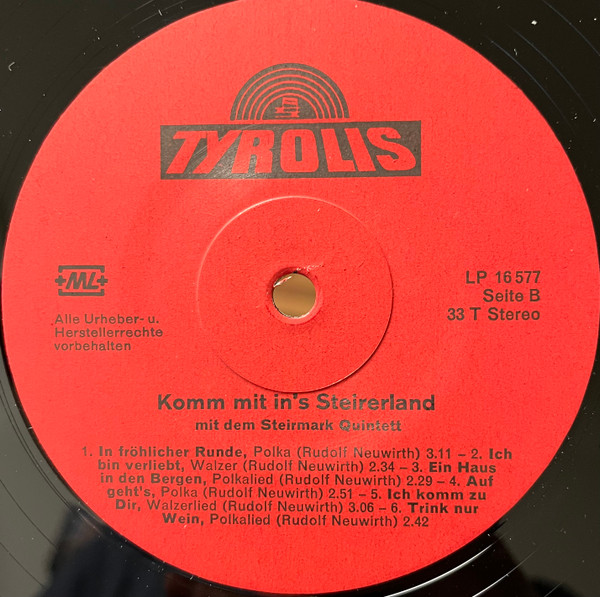 TYROLIS
+ML+
Alle Urheber- u.
Herstellerrechte
vorbehalten
LP 16 577
Seite B
33 T Stereo
Komm mit in's Steirerland
mit dem Steirmark Quintett
1. In fröhlicher Runde, Polka (Rudolf Neuwirth) 3.11 – 2. Ich
bin verliebt, Walzer (Rudolf Neuwirth) 2.34 – 3. Ein Haus
in den Bergen, Polkalied (Rudolf Neuwirth) 2.29 – 4. Auf
geht's, Polka (Rudolf Neuwirth) 2.51 – 5. Ich komm zu
Dir, Walzerlied (Rudolf Neuwirth) 3.06 – 6. Trink nur
Wein, Polkalied (Rudolf Neuwirth) 2.42